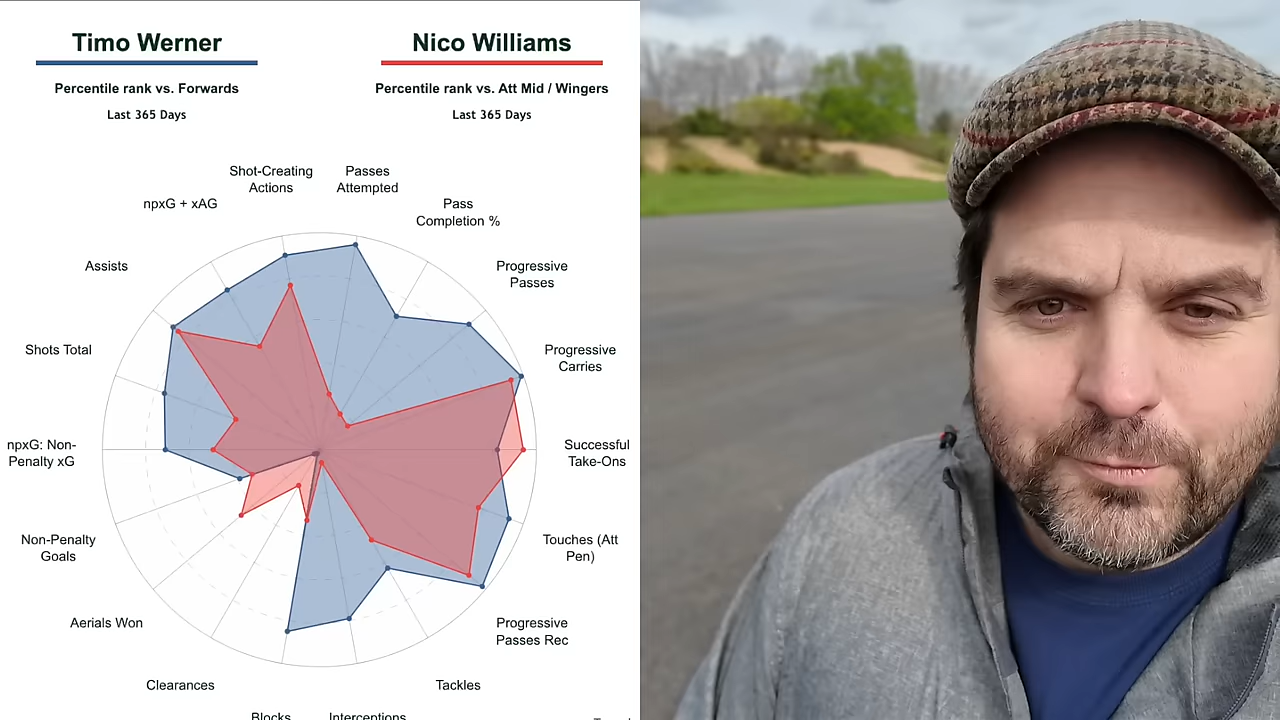 Timo Werner
Nico Williams
Percentile rank vs. Forwards
Percentile rank vs. Att Mid / Wingers
Last 365 Days
Last 365 Days
Shot-Creating
Actions
Passes
Attempted
npxG + xAG
Pass
Completion %
Assists
Progressive
Passes
Shots Total
Progressive
Carries
npxG: Non-
Penalty xG
Successful
Take-Ons
Non-Penalty
Goals
Touches (Att
Pen)
Aerials Won
Progressive
Passes Rec
Clearances
Tackles
Blocks
Interceptions